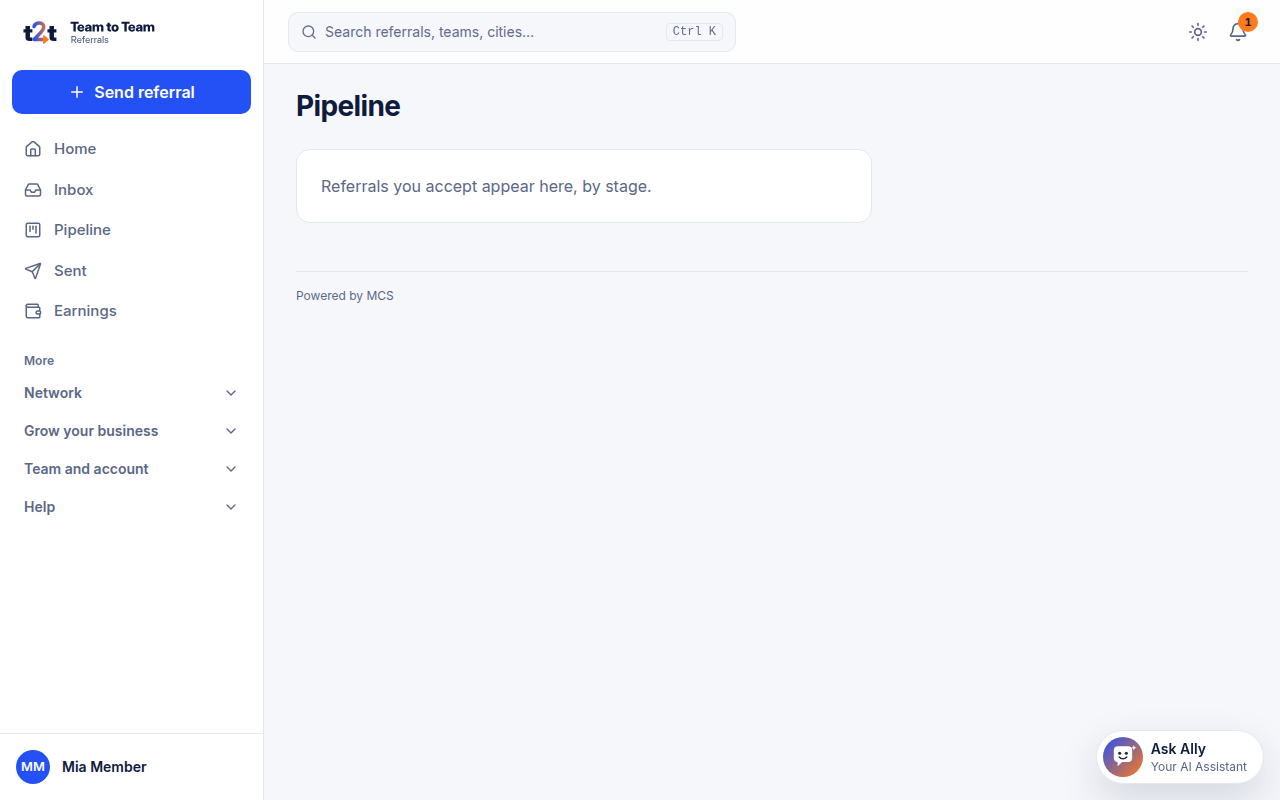 t2t Team to Team
Referrals
Search referrals, teams, cities...
Ctrl K
1
Send referral
Home
Inbox
Pipeline
Sent
Earnings
More
Network
Grow your business
Team and account
Help
MM Mia Member
Pipeline
Referrals you accept appear here, by stage.
Powered by MCS
Ask Ally
Your AI Assistant